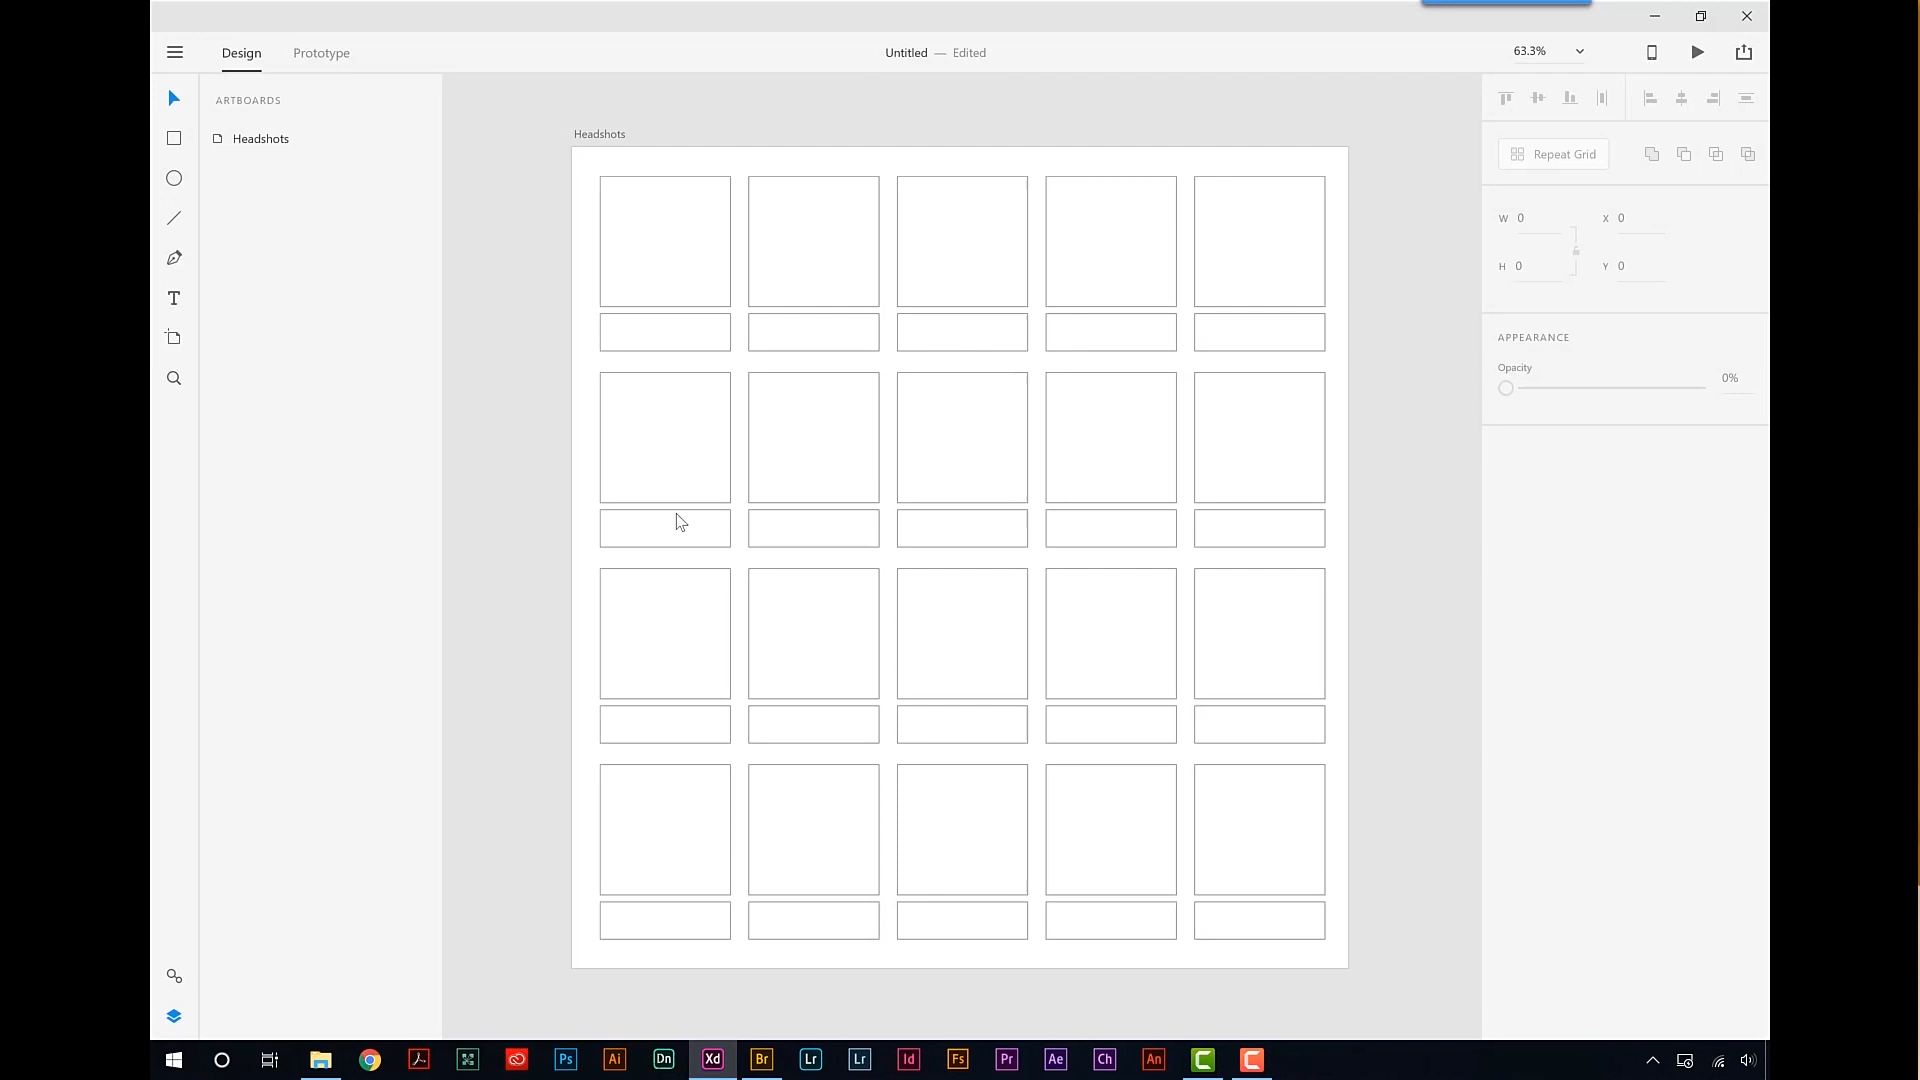 Design
Prototype
Untitled — Edited
63.3%
ARTBOARDS
Headshots
Headshots
Repeat Grid
W 0
X 0
H 0
Y 0
APPEARANCE
Opacity
0%
Ps
Ai
Dn
Xd
Br
Lr
Lr
Id
Fs
Pr
Ae
Ch
An